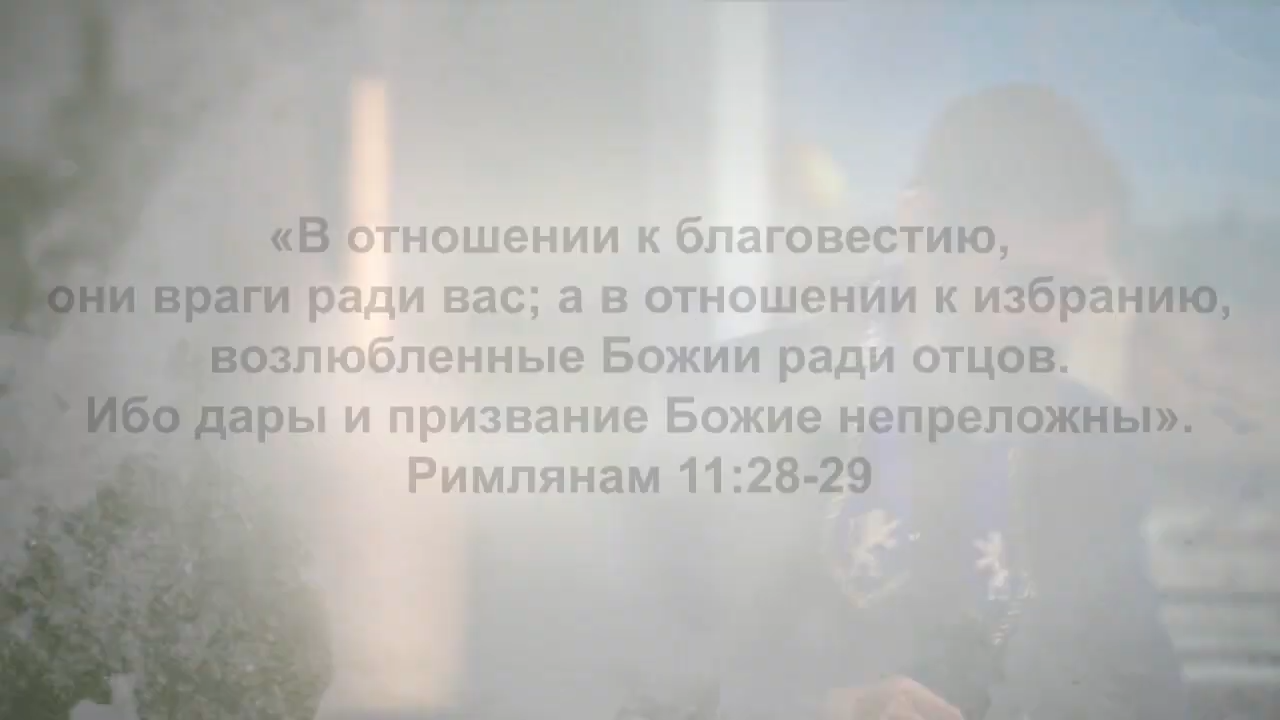 «В отношении к благовестию,
они враги ради вас; а в отношении к избранию,
возлюбленные Божии ради отцов.
Ибо дары и призвание Божие непреложны».
Римлянам 11:28-29